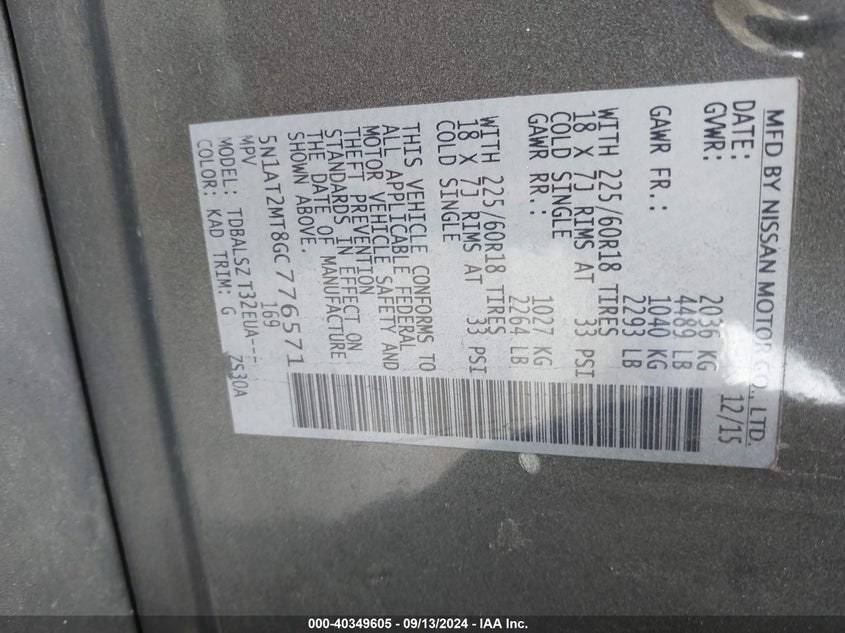 MFD BY NISSAN MOTOR CO., LTD.
DATE: 12/15
GVWR: 2036 KG
4489 LB
GAWR FR.: 1040 KG
2293 LB
WITH 225/60R18 TIRES
18 X 7J RIMS AT 33 PSI
COLD SINGLE
GAWR RR.: 1027 KG
2264 LB
WITH 225/60R18 TIRES
18 X 7J RIMS AT 33 PSI
COLD SINGLE
THIS VEHICLE CONFORMS TO
ALL APPLICABLE FEDERAL
MOTOR VEHICLE SAFETY AND
THEFT PREVENTION
STANDARDS IN EFFECT ON
THE DATE OF MANUFACTURE
SHOWN ABOVE.
5N1AT2MT8GC776571
MPV 169
MODEL: TDBALSZ T32EUA---
COLOR: KAD TRIM: G ZS30A
000-40349605 - 09/13/2024 - IAA Inc.